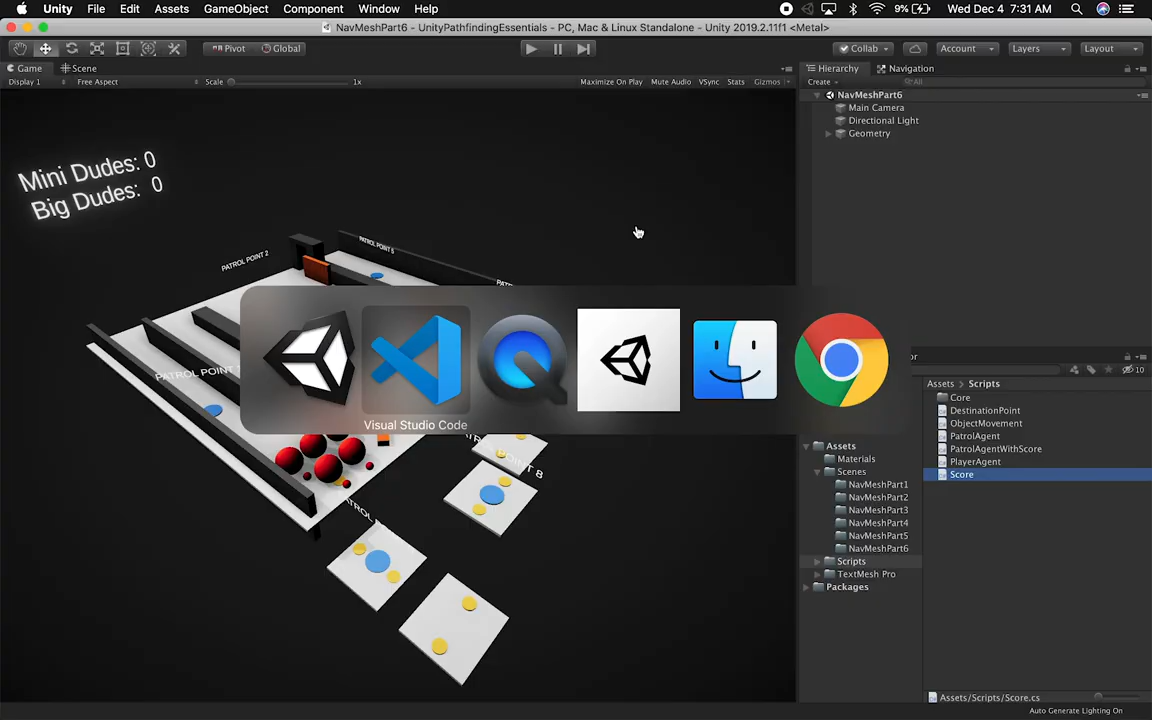 Unity File Edit Assets GameObject Component Window Help 9% Wed Dec 4 7:31 AM
NavMeshPart6 - UnityPathfindingEssentials - PC, Mac & Linux Standalone - Unity 2019.2.11f1 <Metal>
Pivot Global Collab Account Layers Layout
Game Scene Hierarchy Navigation
Display 1 Free Aspect Scale 1x Maximize On Play Mute Audio VSync Stats Gizmos Create All
NavMeshPart6
Main Camera
Directional Light
Geometry
Mini Dudes: 0
Big Dudes: 0
PATROL POINT 2
PATROL POINT 5
Visual Studio Code
Assets > Scripts
10
Core
DestinationPoint
ObjectMovement
PatrolAgent
PatrolAgentWithScore
PlayerAgent
Score
Assets
Materials
Scenes
NavMeshPart1
NavMeshPart2
NavMeshPart3
NavMeshPart4
NavMeshPart5
NavMeshPart6
Scripts
TextMesh Pro
Packages
Assets/Scripts/Score.cs
Auto Generate Lighting On